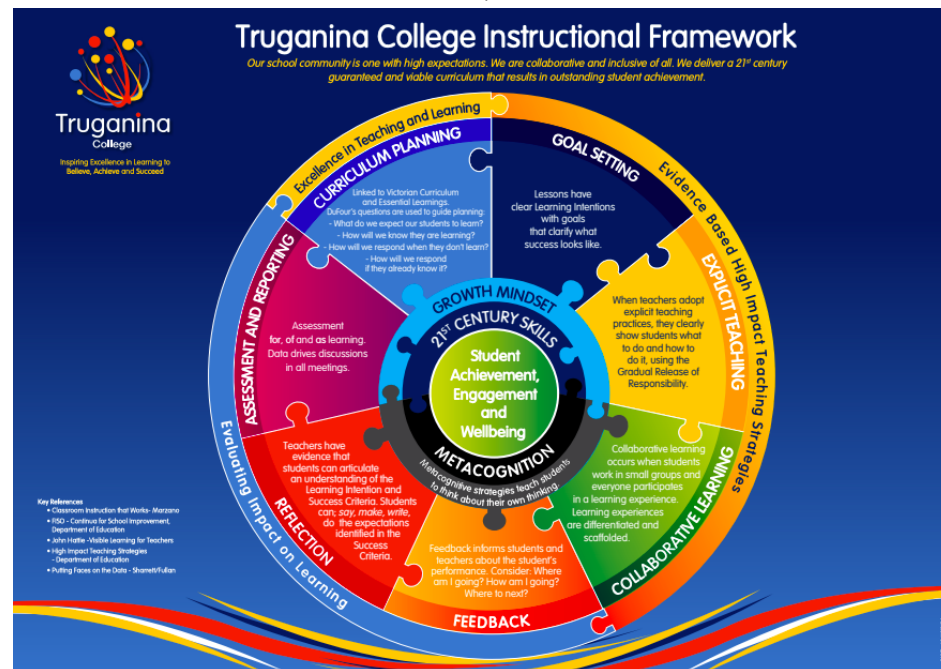 Truganina College Instructional Framework
Our school community is one with high expectations. We are collaborative and inclusive of all. We deliver a 21st century
guaranteed and viable curriculum that results in outstanding student achievement.
Truganina
College
Inspiring Excellence in Learning to
Believe, Achieve and Succeed
Excellence in Teaching and Learning
CURRICULUM PLANNING
Linked to Victorian Curriculum
and Essential Learnings.
DuFour's questions are used to guide planning:
- What do we expect our students to learn?
- How will we know they are learning?
- How will we respond when they don't learn?
- How will we respond
if they already know it?
GOAL SETTING
Lessons have
clear Learning Intentions
with goals
that clarify what
success looks like.
Evidence Based High Impact Teaching Strategies
EXPLICIT TEACHING
When teachers adopt
explicit teaching
practices, they clearly
show students what
to do and how to
do it, using the
Gradual Release of
Responsibility.
COLLABORATIVE LEARNING
Collaborative learning
occurs when students
work in small groups and
everyone participates
in a learning experience.
Learning experiences
are differentiated and
scaffolded.
FEEDBACK
Feedback informs students and
teachers about the student's
performance. Consider: Where
am I going? How am I going?
Where to next?
REFLECTION
Teachers have
evidence that
students can articulate
an understanding of the
Learning Intention and
Success Criteria. Students
can; say, make, write,
do the expectations
identified in the
Success
Criteria.
Evaluating Impact on Learning
ASSESSMENT AND REPORTING
Assessment
for, of and as learning.
Data drives discussions
in all meetings.
GROWTH MINDSET
21ST CENTURY SKILLS
Student
Achievement,
Engagement
and
Wellbeing
METACOGNITION
Metacognitive strategies teach students
to think about their own thinking.
Key References
• Classroom Instruction that Works- Marzano
• FISO - Continua for School Improvement,
Department of Education
• John Hattie -Visible Learning for Teachers
• High Impact Teaching Strategies
- Department of Education
• Putting Faces on the Data - Sharrett/Fullan